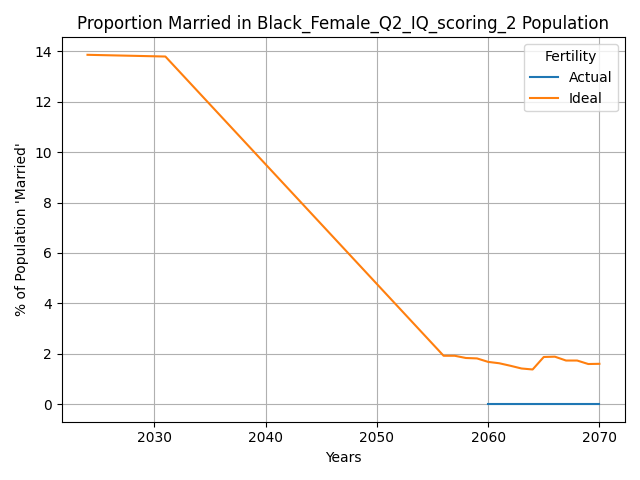 Proportion Married in Black_Female_Q2_IQ_scoring_2 Population
% of Population 'Married'
14
12
10
8
6
4
2
0
Fertility
Actual
Ideal
2030 2040 2050 2060 2070
Years